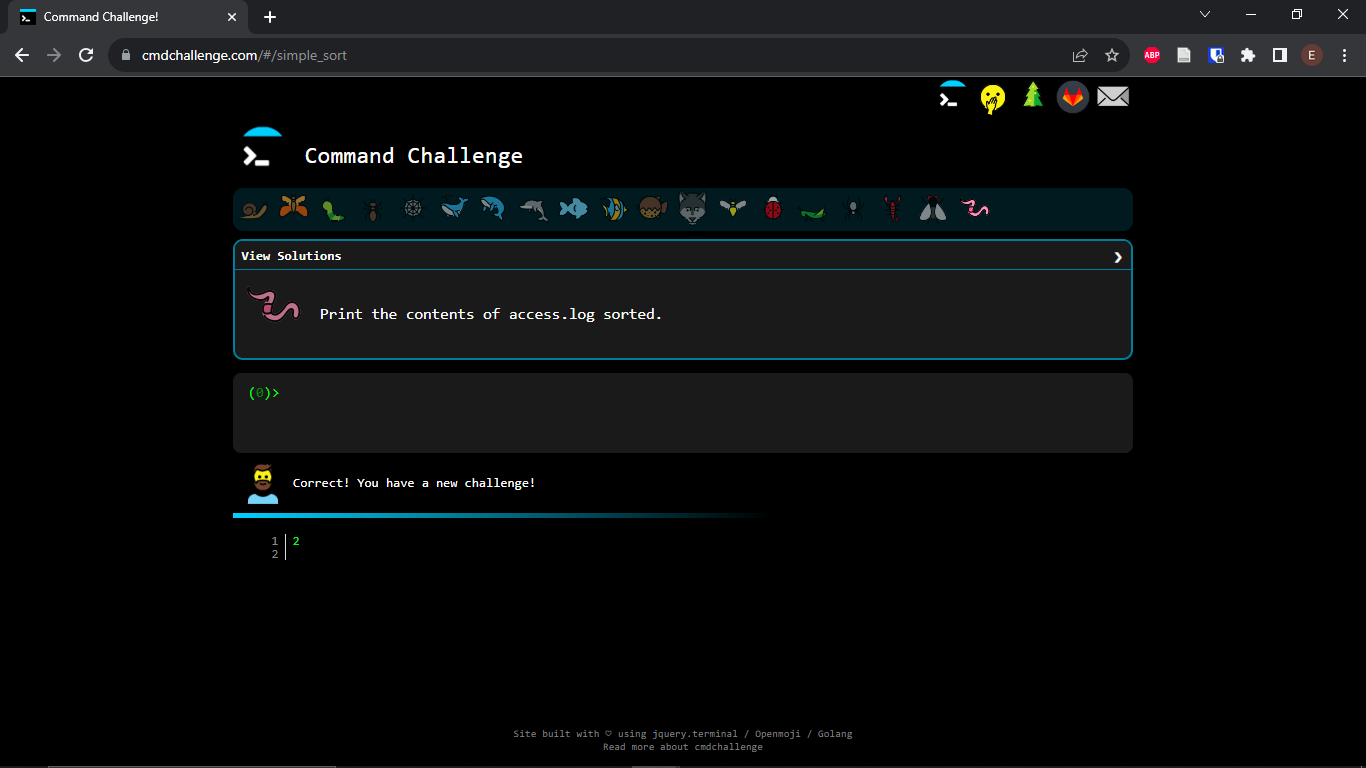 Command Challenge!
cmdchallenge.com/#/simple_sort
ABP
E
Command Challenge
View Solutions
Print the contents of access.log sorted.
(0)>
Correct! You have a new challenge!
1 2
2
Site built with ♡ using jquery.terminal / Openmoji / Golang
Read more about cmdchallenge